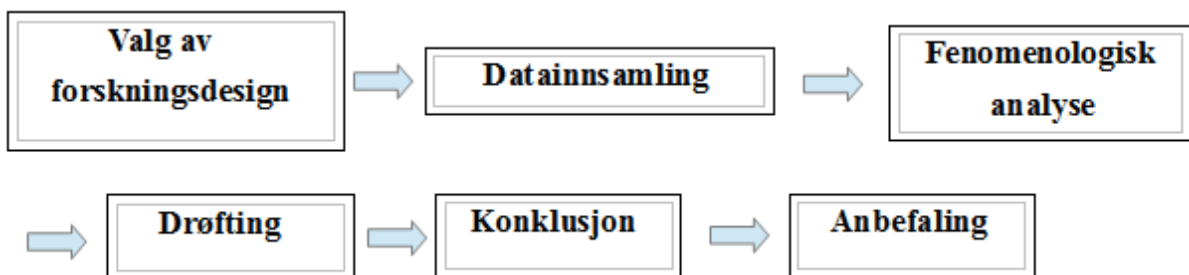 Valg av
forskningsdesign
Datainnsamling
Fenomenologisk
analyse
Drøfting
Konklusjon
Anbefaling